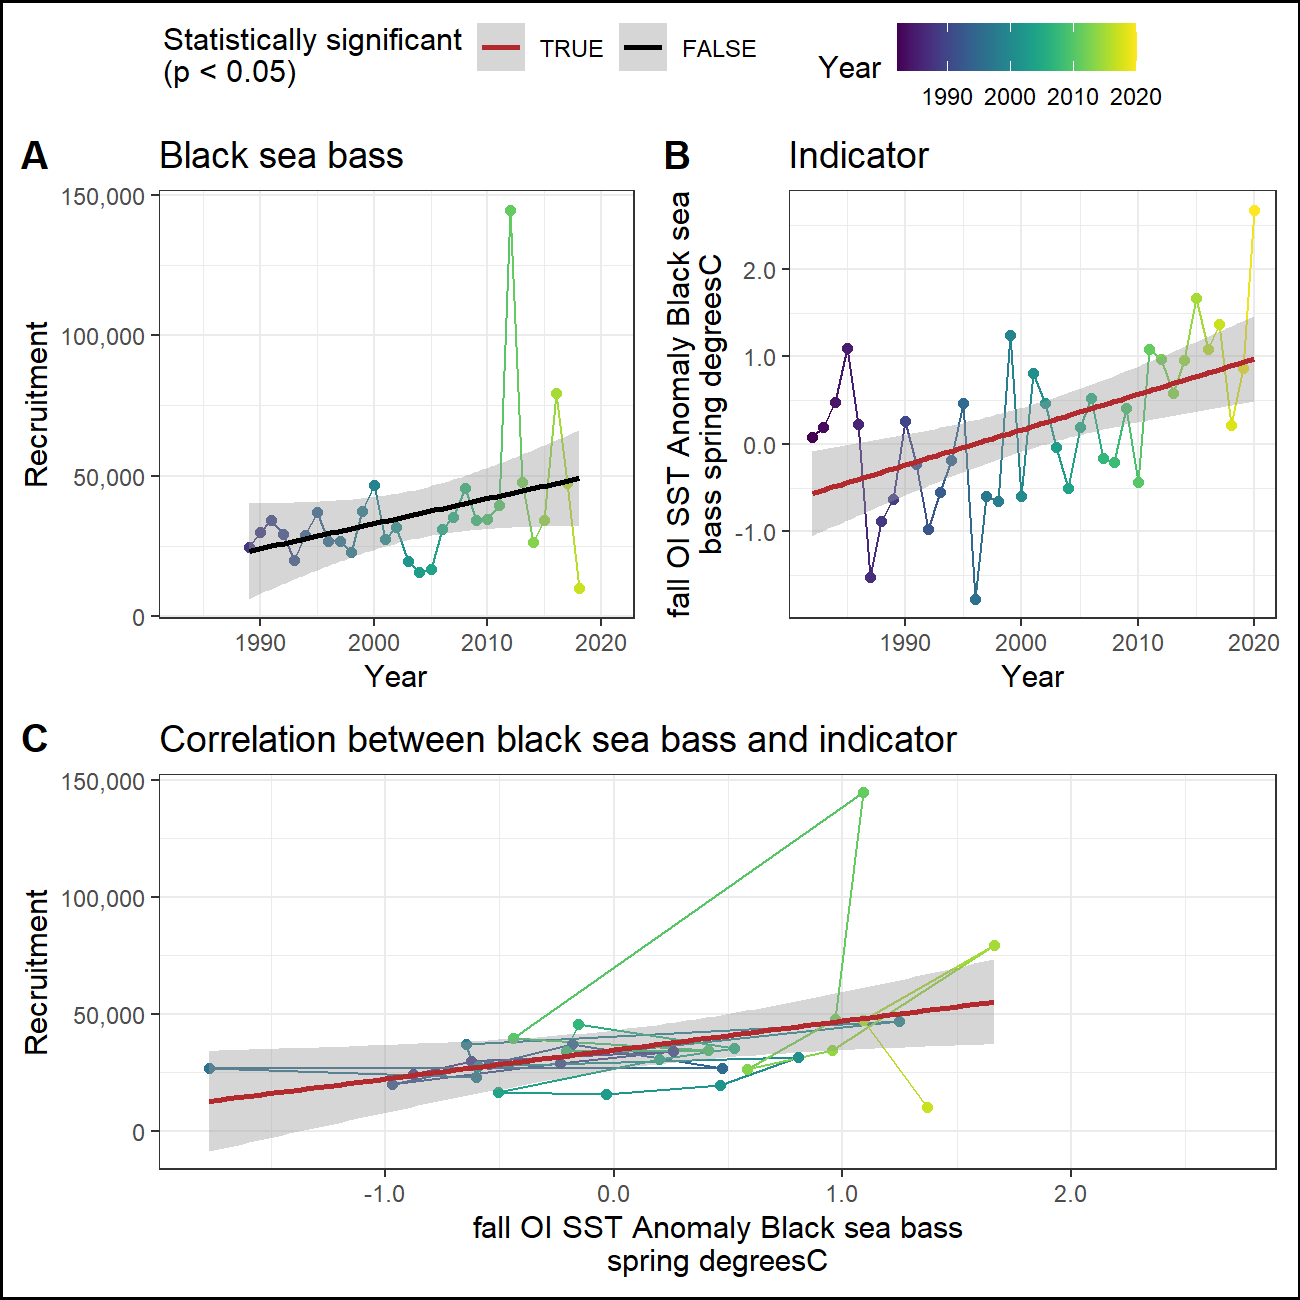 Statistically significant
(p < 0.05)
TRUE
FALSE
Year
1990 2000 2010 2020
A
Black sea bass
150,000
100,000
50,000
0
Recruitment
1990 2000 2010 2020
Year
B
Indicator
fall OI SST Anomaly Black sea
bass spring degreesC
2.0
1.0
0.0
-1.0
1990 2000 2010 2020
Year
C
Correlation between black sea bass and indicator
150,000
100,000
50,000
0
Recruitment
-1.0 0.0 1.0 2.0
fall OI SST Anomaly Black sea bass
spring degreesC